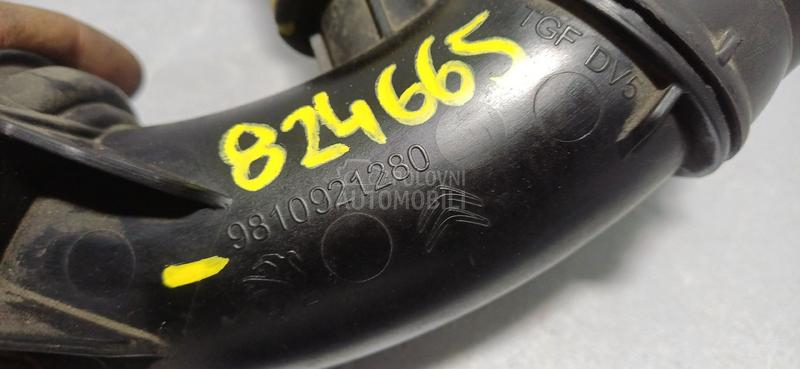 TGF DV5
824665
9810921280
POLOVNI
AUTOMOBILI